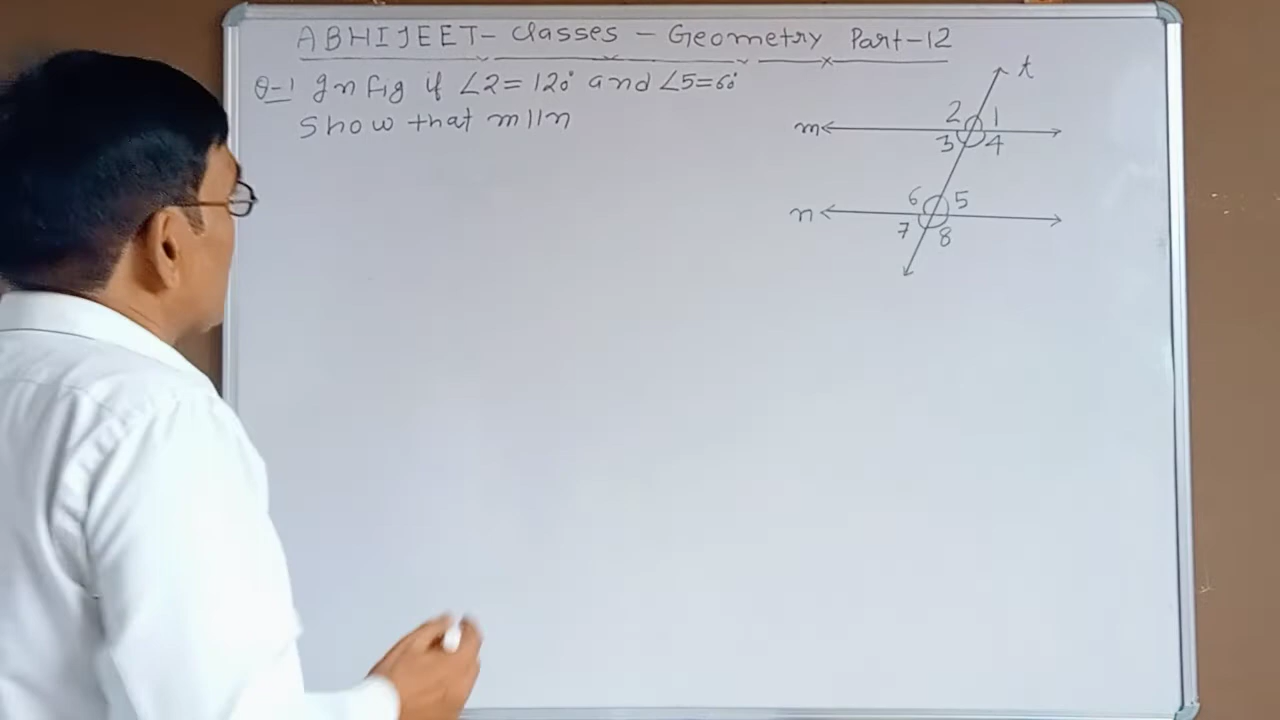 ABHIJEET- Classes - Geometry Part-12
Q-1 In fig if ∠2=120° and ∠5=60°
Show that m||n
t
2 1
m
3 4
6 5
n
7 8